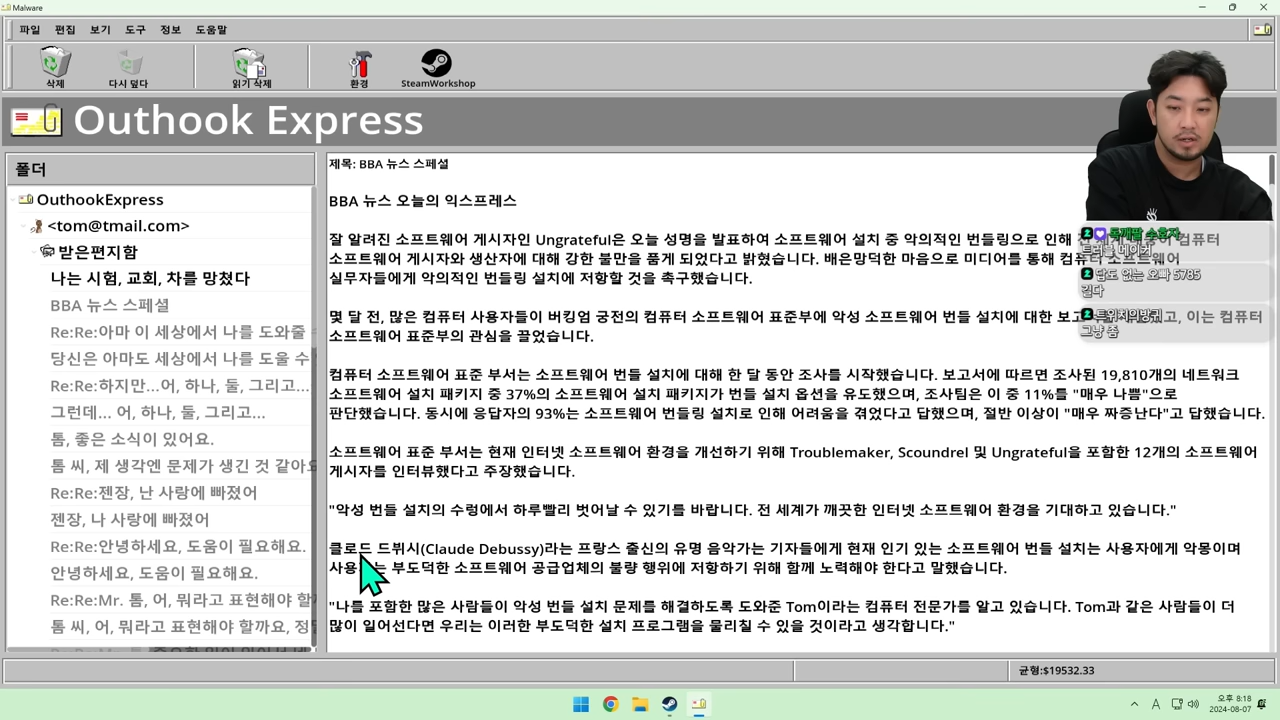 Malware
파일 편집 보기 도구 정보 도움말
삭제 다시 덮다 읽기 삭제 환경 SteamWorkshop
Outhook Express
폴더
OuthookExpress
<tom@tmail.com>
받은편지함
나는 시험, 교회, 차를 망쳤다
BBA 뉴스 스페셜
Re:Re:아마 이 세상에서 나를 도와줄
당신은 아마도 세상에서 나를 도울 수
Re:Re:하지만...어, 하나, 둘, 그리고...
그런데... 어, 하나, 둘, 그리고...
톰, 좋은 소식이 있어요.
톰 씨, 제 생각엔 문제가 생긴 것 같아요
Re:Re:젠장, 난 사랑에 빠졌어
젠장, 나 사랑에 빠졌어
Re:Re:안녕하세요, 도움이 필요해요.
안녕하세요, 도움이 필요해요.
Re:Re:Mr. 톰, 어, 뭐라고 표현해야 할까
톰 씨, 어, 뭐라고 표현해야 할까요, 정말
제목: BBA 뉴스 스페셜
BBA 뉴스 오늘의 익스프레스
잘 알려진 소프트웨어 게시자인 Ungrateful은 오늘 성명을 발표하여 소프트웨어 설치 중 악의적인 번들링으로 인해 컴퓨터
소프트웨어 게시자와 생산자에 대해 강한 불만을 품게 되었다고 밝혔습니다. 배은망덕한 마음으로 미디어를 통해 컴퓨터 소프트웨어
실무자들에게 악의적인 번들링 설치에 저항할 것을 촉구했습니다.
몇 달 전, 많은 컴퓨터 사용자들이 버킹엄 궁전의 컴퓨터 소프트웨어 표준부에 악성 소프트웨어 번들 설치에 대한 보고, 이는 컴퓨터
소프트웨어 표준부의 관심을 끌었습니다.
컴퓨터 소프트웨어 표준 부서는 소프트웨어 번들 설치에 대해 한 달 동안 조사를 시작했습니다. 보고서에 따르면 조사된 19,810개의 네트워크
소프트웨어 설치 패키지 중 37%의 소프트웨어 설치 패키지가 번들 설치 옵션을 유도했으며, 조사팀은 이 중 11%를 "매우 나쁨"으로
판단했습니다. 동시에 응답자의 93%는 소프트웨어 번들링 설치로 인해 어려움을 겪었다고 답했으며, 절반 이상이 "매우 짜증난다"고 답했습니다.
소프트웨어 표준 부서는 현재 인터넷 소프트웨어 환경을 개선하기 위해 Troublemaker, Scoundrel 및 Ungrateful을 포함한 12개의 소프트웨어
게시자를 인터뷰했다고 주장했습니다.
"악성 번들 설치의 수렁에서 하루빨리 벗어날 수 있기를 바랍니다. 전 세계가 깨끗한 인터넷 소프트웨어 환경을 기대하고 있습니다."
클로드 드뷔시(Claude Debussy)라는 프랑스 출신의 유명 음악가는 기자들에게 현재 인기 있는 소프트웨어 번들 설치는 사용자에게 악몽이며
부도덕한 소프트웨어 공급업체의 불량 행위에 저항하기 위해 함께 노력해야 한다고 말했습니다.
"나를 포함한 많은 사람들이 악성 번들 설치 문제를 해결하도록 도와준 Tom이라는 컴퓨터 전문가를 알고 있습니다. Tom과 같은 사람들이 더
많이 일어선다면 우리는 이러한 부도덕한 설치 프로그램을 물리칠 수 있을 것이라고 생각합니다."
트러블 메이커
답도 없는 오빠 5785
길다
그냥 좀
균형:$19532.33
A
오후 8:18
2024-08-07